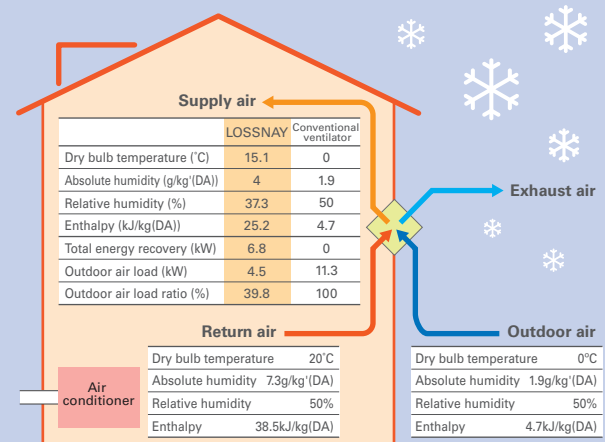 Supply air
LOSSNAY Conventional ventilator
Dry bulb temperature (˚C) 15.1 0
Absolute humidity (g/kg'(DA)) 4 1.9
Relative humidity (%) 37.3 50
Enthalpy (kJ/kg(DA)) 25.2 4.7
Total energy recovery (kW) 6.8 0
Outdoor air load (kW) 4.5 11.3
Outdoor air load ratio (%) 39.8 100
Exhaust air
Return air
Dry bulb temperature 20˚C
Absolute humidity 7.3g/kg'(DA)
Relative humidity 50%
Enthalpy 38.5kJ/kg(DA)
Outdoor air
Dry bulb temperature 0ºC
Absolute humidity 1.9g/kg'(DA)
Relative humidity 50%
Enthalpy 4.7kJ/kg(DA)
Air
conditioner